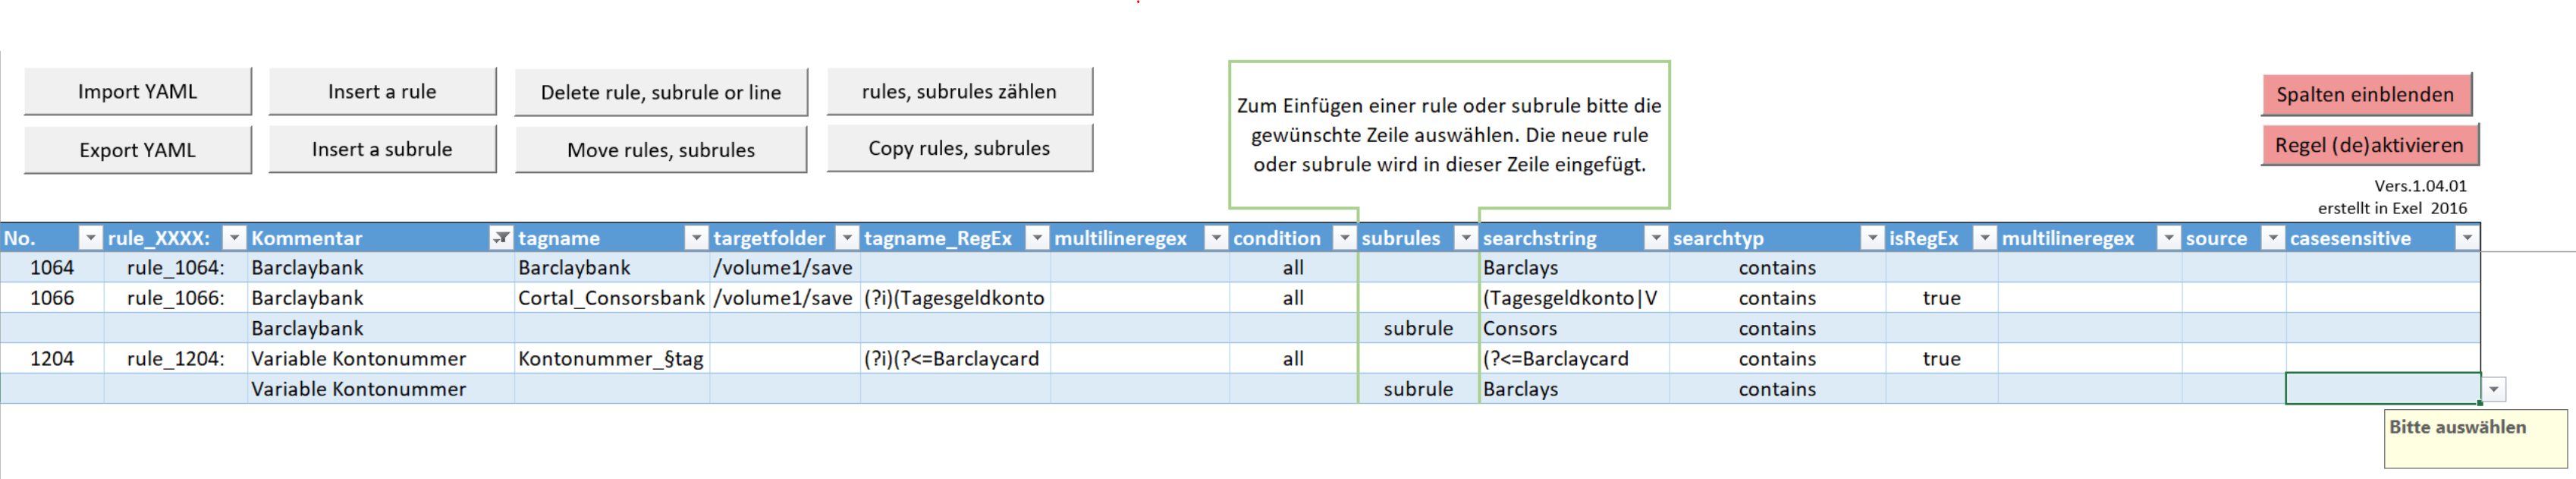 Import YAML
Insert a rule
Delete rule, subrule or line
rules, subrules zählen
Export YAML
Insert a subrule
Move rules, subrules
Copy rules, subrules
Zum Einfügen einer rule oder subrule bitte die
gewünschte Zeile auswählen. Die neue rule
oder subrule wird in dieser Zeile eingefügt.
Spalten einblenden
Regel (de)aktivieren
Vers.1.04.01
erstellt in Exel 2016
No. rule_XXXX: Kommentar tagname targetfolder tagname_RegEx multilineregex condition subrules searchstring searchtyp isRegEx multilineregex source casesensitive
1064 rule_1064: Barclaybank Barclaybank /volume1/save all Barclays contains
1066 rule_1066: Barclaybank Cortal_Consorsbank /volume1/save (?i)(Tagesgeldkonto all (Tagesgeldkonto|V contains true
Barclaybank subrule Consors contains
1204 rule_1204: Variable Kontonummer Kontonummer_§tag (?i)(?<=Barclaycard all (?<=Barclaycard contains true
Variable Kontonummer subrule Barclays contains
Bitte auswählen